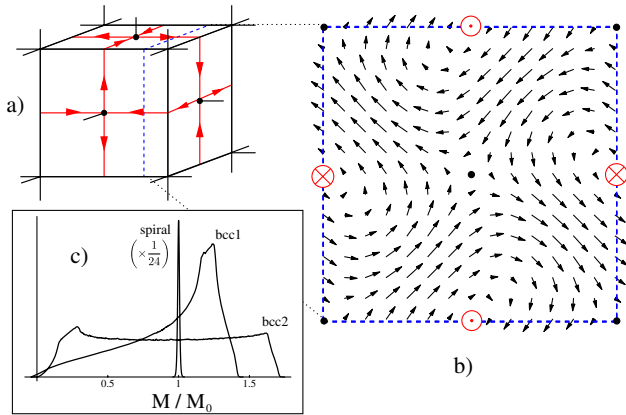 a)
b)
c)
spiral
(× 1/24)
bcc1
bcc2
0.5
1
1.5
M / M₀